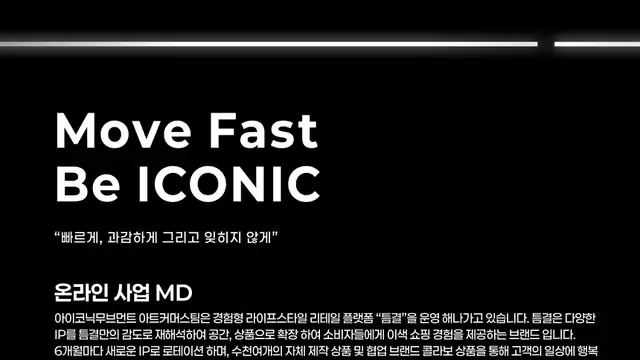 Move Fast
Be ICONIC
“빠르게, 과감하게 그리고 잊히지 않게”
온라인 사업 MD
아이코닉무브먼트 아트커머스팀은 경험형 라이프스타일 리테일 플랫폼 “틈결”을 운영 해나가고 있습니다. 틈결은 다양한
IP를 틈결만의 감도로 재해석하여 공간, 상품으로 확장 하여 소비자들에게 이색 쇼핑 경험을 제공하는 브랜드 입니다.
6개월마다 새로운 IP로 로테이션 하며, 수천여개의 자체 제작 상품 및 협업 브랜드 콜라보 상품을 통해 고객의 일상에 행복